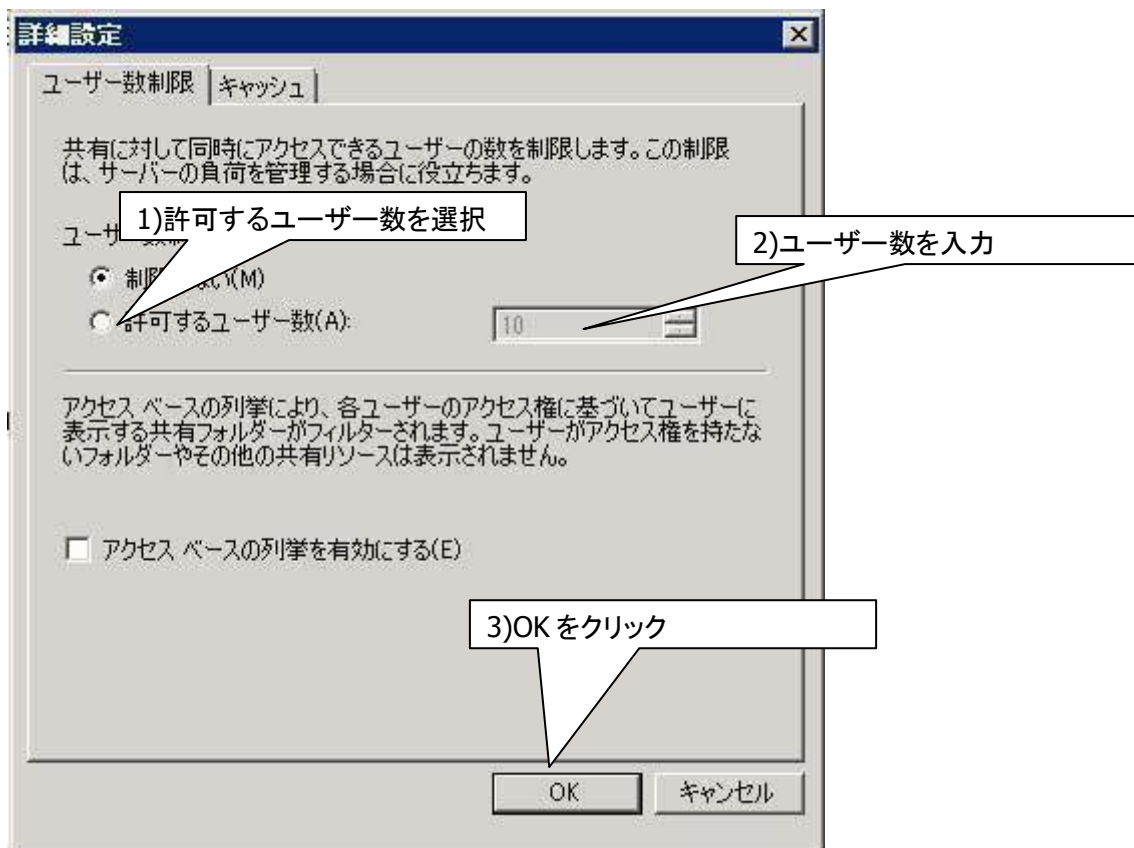 詳細設定
ユーザー数制限 キャッシュ
共有に対して同時にアクセスできるユーザーの数を制限します。この制限
は、サーバーの負荷を管理する場合に役立ちます。
1)許可するユーザー数を選択
2)ユーザー数を入力
(M)
許可するユーザー数(A): 10
アクセス ベースの列挙により、各ユーザーのアクセス権に基づいてユーザーに
表示する共有フォルダーがフィルターされます。ユーザーがアクセス権を持たな
いフォルダーやその他の共有リソースは表示されません。
アクセス ベースの列挙を有効にする(E)
3)OK をクリック
OK キャンセル